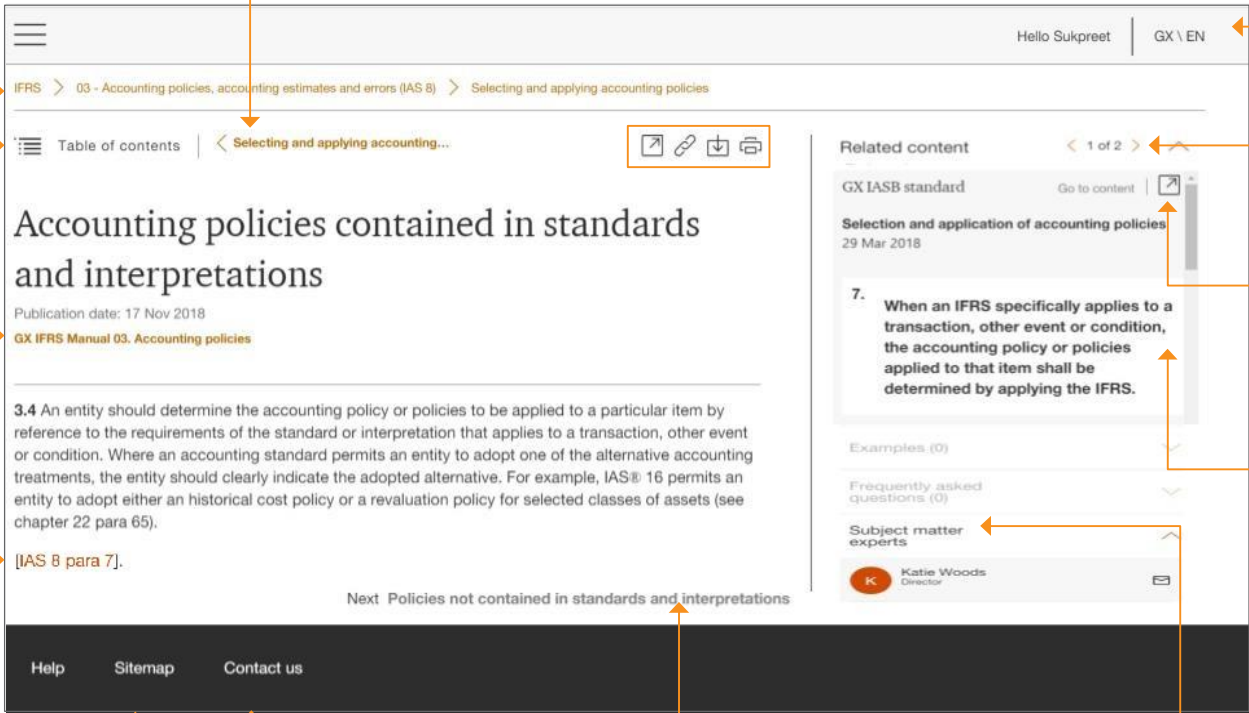 Hello Sukpreet
GX \ EN
IFRS > 03 - Accounting policies, accounting estimates and errors (IAS 8) > Selecting and applying accounting policies
Table of contents
Selecting and applying accounting...
Accounting policies contained in standards
and interpretations
Publication date: 17 Nov 2018
GX IFRS Manual 03. Accounting policies
3.4 An entity should determine the accounting policy or policies to be applied to a particular item by
reference to the requirements of the standard or interpretation that applies to a transaction, other event
or condition. Where an accounting standard permits an entity to adopt one of the alternative accounting
treatments, the entity should clearly indicate the adopted alternative. For example, IAS® 16 permits an
entity to adopt either an historical cost policy or a revaluation policy for selected classes of assets (see
chapter 22 para 65).
[IAS 8 para 7].
Next Policies not contained in standards and interpretations
Related content
< 1 of 2 >
GX IASB standard
Go to content
Selection and application of accounting policies
29 Mar 2018
7.
When an IFRS specifically applies to a
transaction, other event or condition,
the accounting policy or policies
applied to that item shall be
determined by applying the IFRS.
Examples (0)
Frequently asked
questions (0)
Subject matter
experts
K
Katie Woods
Director
Help
Sitemap
Contact us